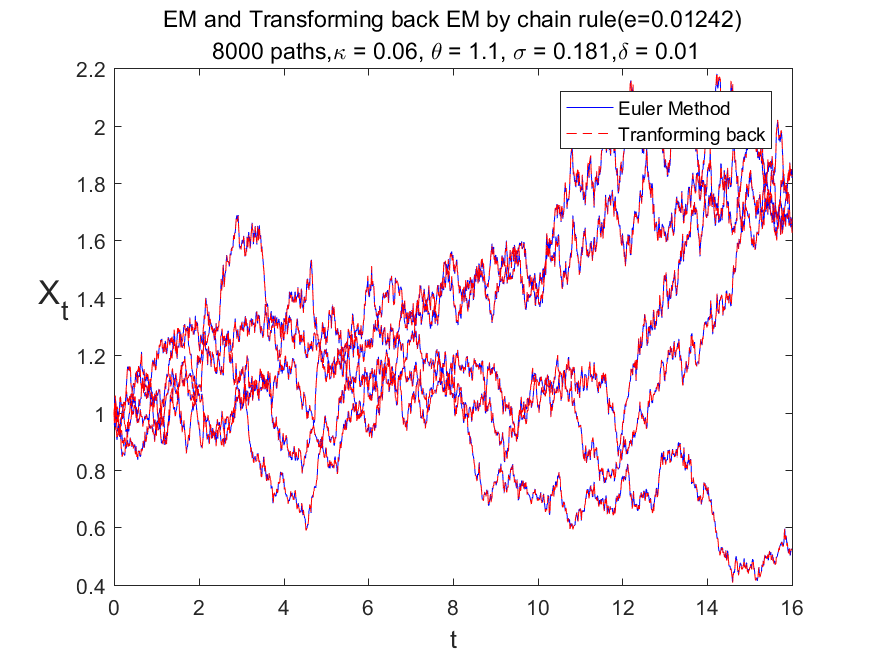 EM and Transforming back EM by chain rule(e=0.01242)
8000 paths,κ = 0.06, θ = 1.1, σ = 0.181,δ = 0.01
Euler Method
Tranforming back
2.2
2
1.8
1.6
1.4
1.2
1
0.8
0.6
0.4
X_t
0 2 4 6 8 10 12 14 16
t